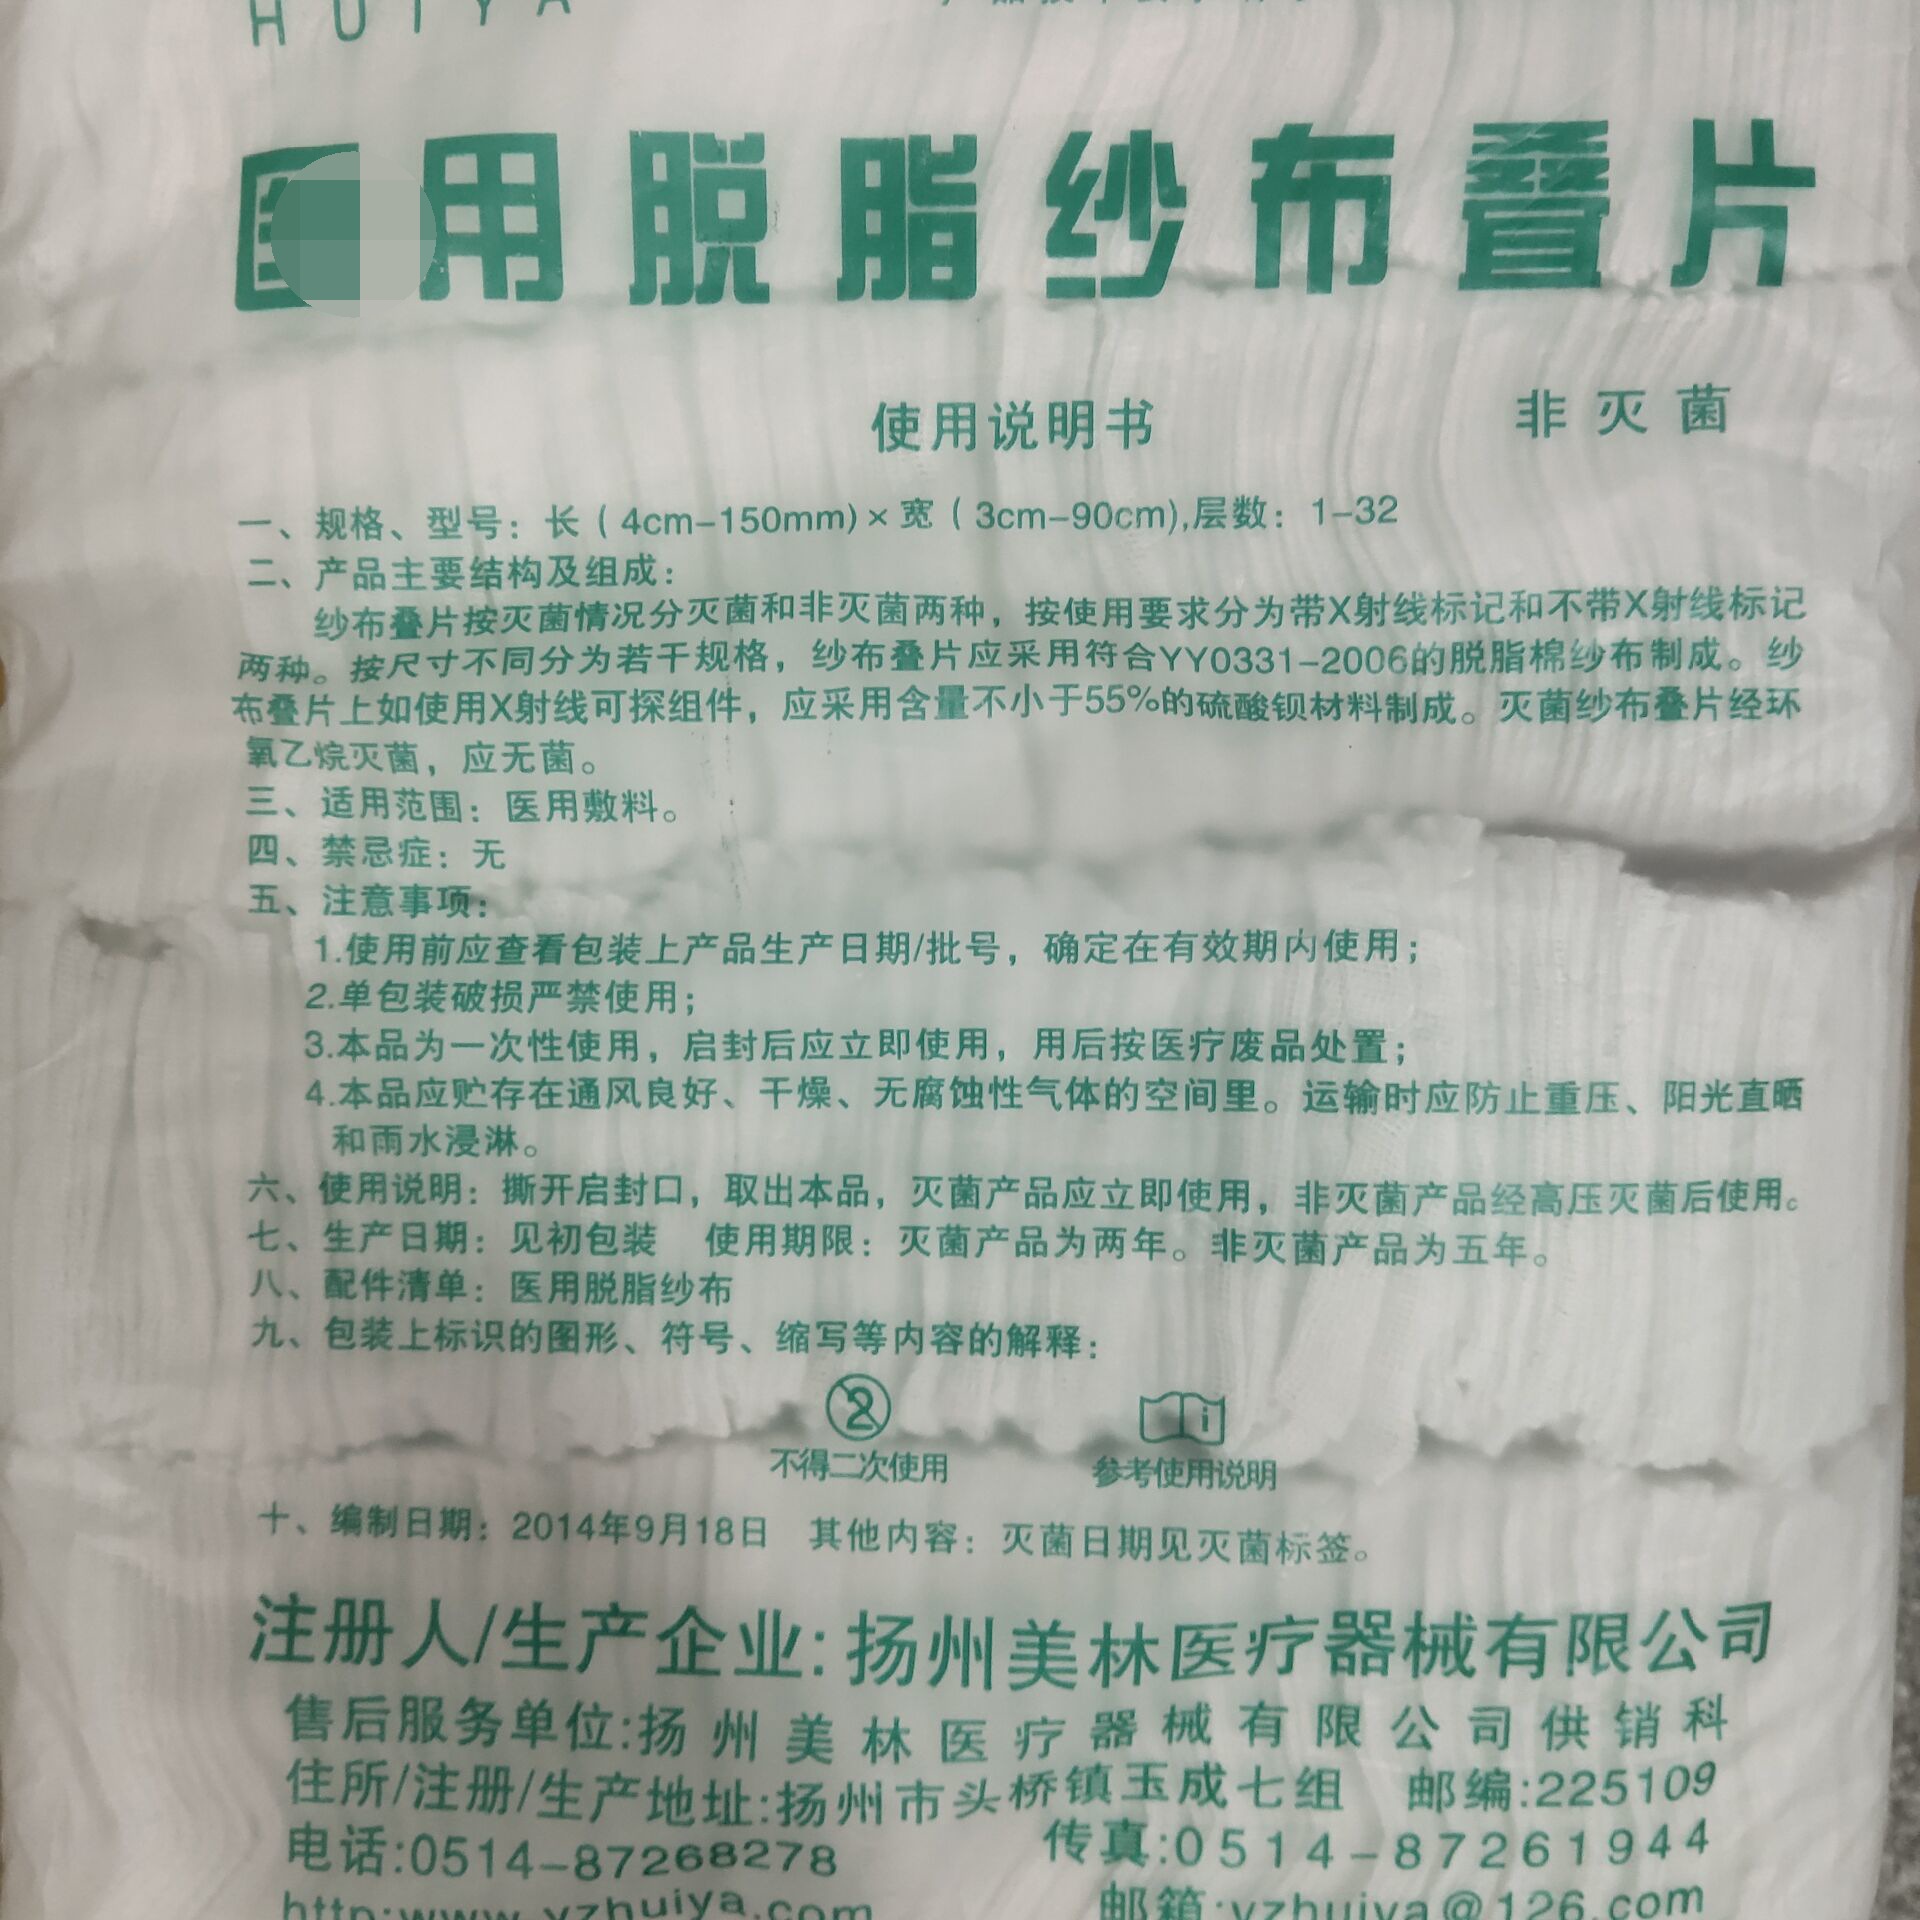 HUIYA
医用脱脂纱布叠片
使用说明书
非灭菌
一、规格、型号：长（4cm-150mm)×宽（3cm-90cm),层数：1-32
二、产品主要结构及组成：
纱布叠片按灭菌情况分灭菌和非灭菌两种，按使用要求分为带X射线标记和不带X射线标记
两种。按尺寸不同分为若干规格，纱布叠片应采用符合YY0331-2006的脱脂棉纱布制成。纱
布叠片上如使用X射线可探组件，应采用含量不小于55%的硫酸钡材料制成。灭菌纱布叠片经环
氧乙烷灭菌，应无菌。
三、适用范围：医用敷料。
四、禁忌症：无
五、注意事项：
1.使用前应查看包装上产品生产日期/批号，确定在有效期内使用；
2.单包装破损严禁使用；
3.本品为一次性使用，启封后应立即使用，用后按医疗废品处置；
4.本品应贮存在通风良好、干燥、无腐蚀性气体的空间里。运输时应防止重压、阳光直晒
和雨水浸淋。
六、使用说明：撕开启封口，取出本品，灭菌产品应立即使用，非灭菌产品经高压灭菌后使用。
七、生产日期：见初包装 使用期限：灭菌产品为两年。非灭菌产品为五年。
八、配件清单：医用脱脂纱布
九、包装上标识的图形、符号、缩写等内容的解释：
2 i
不得二次使用 参考使用说明
十、编制日期：2014年9月18日 其他内容：灭菌日期见灭菌标签。
注册人/生产企业:扬州美林医疗器械有限公司
售后服务单位:扬州美林医疗器械有限公司供销科
住所/注册/生产地址:扬州市头桥镇玉成七组 邮编:225109
电话:0514-87268278 传真:0514-87261944
http:www.yzhuiya.com 邮箱:yzhuiya@126.com